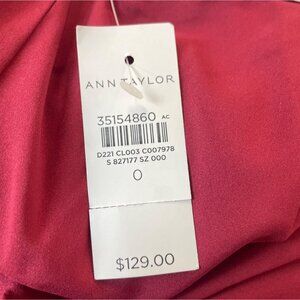 ANN TAYLOR
35154860 AC
D221 CL003 C007978
S 827177 SZ 000
0
$129.00